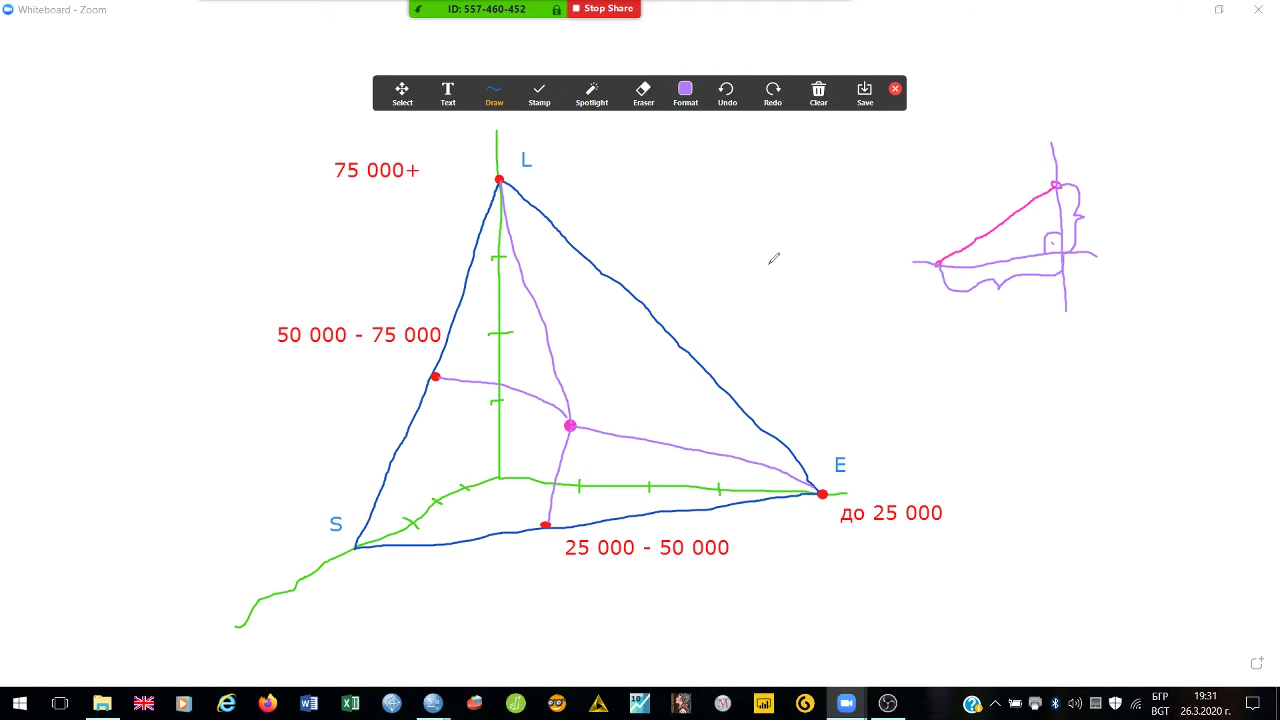 Whiteboard - Zoom
ID: 557-460-452
Stop Share
Select
Text
Draw
Stamp
Spotlight
Eraser
Format
Undo
Redo
Clear
Save
75 000+
L
50 000 - 75 000
E
до 25 000
S
25 000 - 50 000
БГР
BGT
19:31
26.3.2020 г.